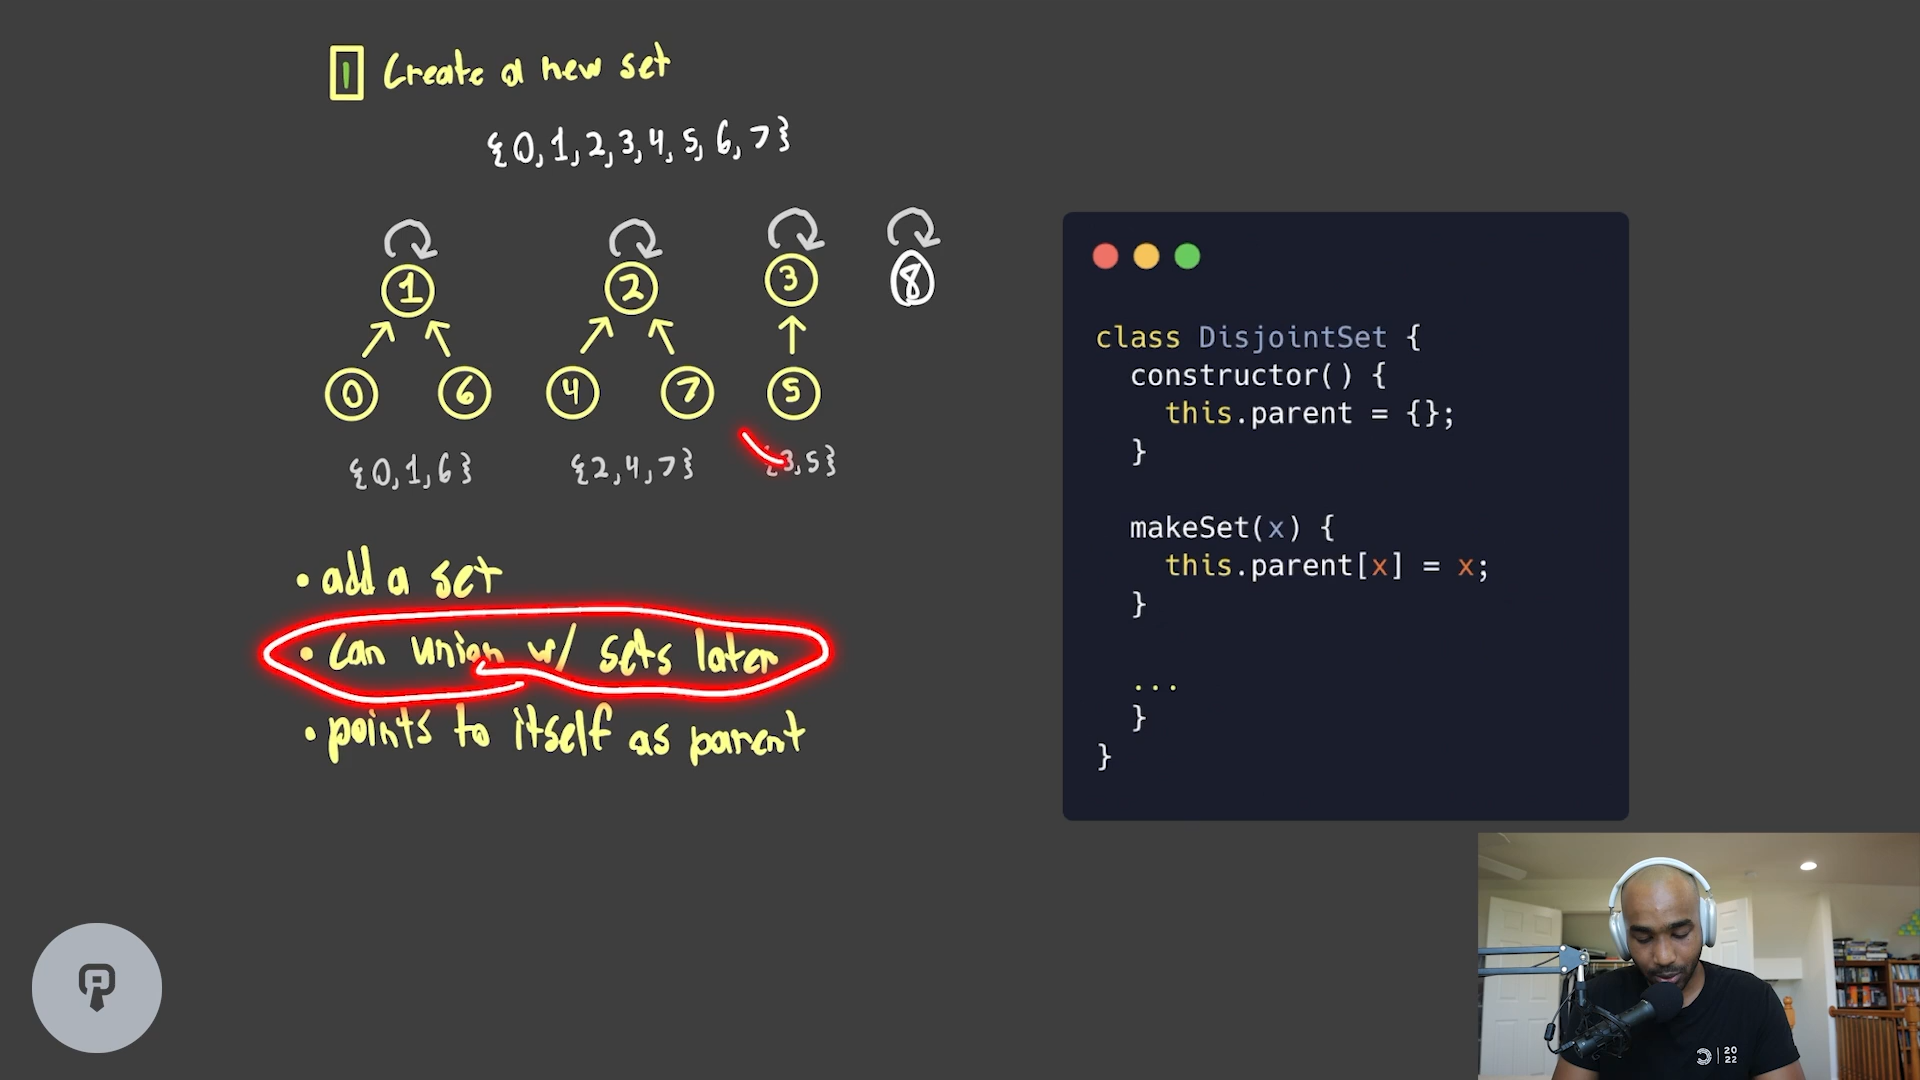 1 Create a new set
{0,1,2,3,4,5,6,7}
1 2 3 8
0 6 4 7 5
{0,1,6} {2,4,7} {3,5}
• add a set
• can union w/ sets later
• points to itself as parent
class DisjointSet {
constructor() {
this.parent = {};
}
makeSet(x) {
this.parent[x] = x;
}
...
}
}
20
22